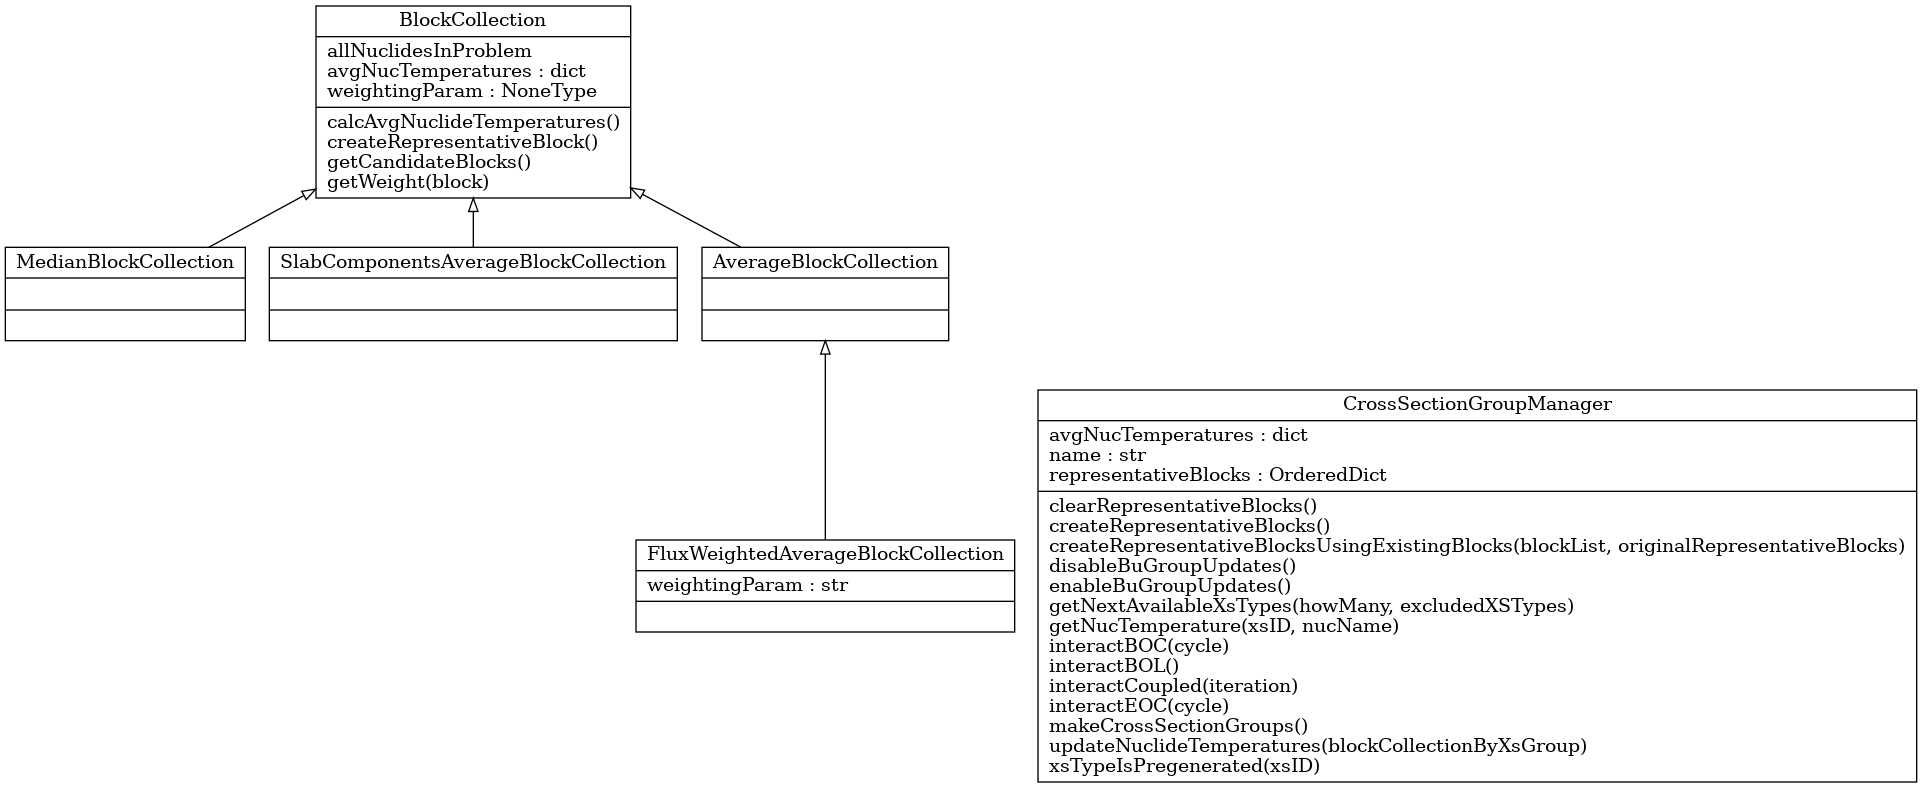 BlockCollection
allNuclidesInProblem
avgNucTemperatures : dict
weightingParam : NoneType
calcAvgNuclideTemperatures()
createRepresentativeBlock()
getCandidateBlocks()
getWeight(block)
MedianBlockCollection
SlabComponentsAverageBlockCollection
AverageBlockCollection
FluxWeightedAverageBlockCollection
weightingParam : str
CrossSectionGroupManager
avgNucTemperatures : dict
name : str
representativeBlocks : OrderedDict
clearRepresentativeBlocks()
createRepresentativeBlocks()
createRepresentativeBlocksUsingExistingBlocks(blockList, originalRepresentativeBlocks)
disableBuGroupUpdates()
enableBuGroupUpdates()
getNextAvailableXsTypes(howMany, excludedXSTypes)
getNucTemperature(xsID, nucName)
interactBOC(cycle)
interactBOL()
interactCoupled(iteration)
interactEOC(cycle)
makeCrossSectionGroups()
updateNuclideTemperatures(blockCollectionByXsGroup)
xsTypeIsPregenerated(xsID)